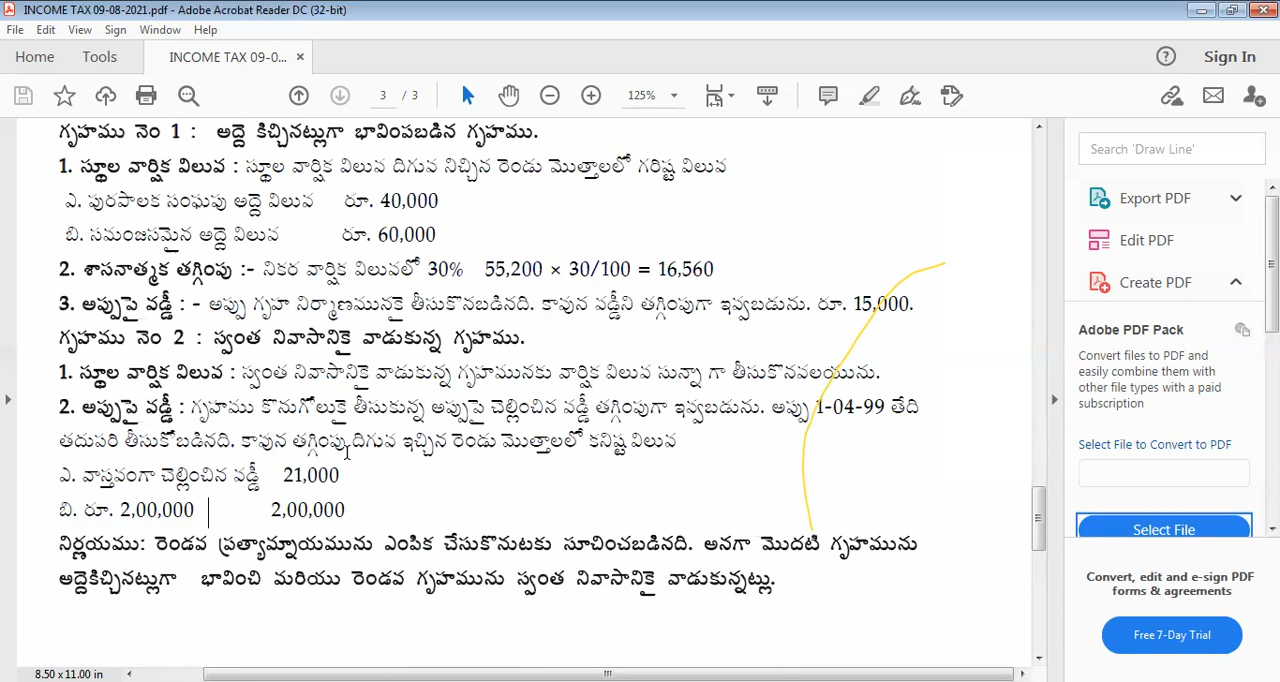 INCOME TAX 09-08-2021.pdf - Adobe Acrobat Reader DC (32-bit)
File Edit View Sign Window Help
Home Tools INCOME TAX 09-0... × Sign In
3 / 3 125%
గృహము నెం 1 : అద్దె కిచ్చినట్లుగా భావింపబడిన గృహము.
1. స్థూల వార్షిక విలువ : స్థూల వార్షిక విలువ దిగువ నిచ్చిన రెండు మొత్తాలలో గరిష్ట విలువ
ఎ. పురపాలక సంఘపు అద్దె విలువ రూ. 40,000
బి. సమంజసమైన అద్దె విలువ రూ. 60,000
2. శాసనాత్మక తగ్గింపు :- నికర వార్షిక విలువలో 30% 55,200 × 30/100 = 16,560
3. అప్పుపై వడ్డీ : - అప్పు గృహ నిర్మాణమునకై తీసుకొనబడినది. కావున వడ్డీని తగ్గింపుగా ఇవ్వబడును. రూ. 15,000.
గృహము నెం 2 : స్వంత నివాసానికై వాడుకున్న గృహము.
1. స్థూల వార్షిక విలువ : స్వంత నివాసానికై వాడుకున్న గృహమునకు వార్షిక విలువ సున్నా గా తీసుకొనవలయును.
2. అప్పుపై వడ్డీ : గృహము కొనుగోలుకై తీసుకున్న అప్పుపై చెల్లించిన వడ్డీ తగ్గింపుగా ఇవ్వబడును. అప్పు 1-04-99 తేది
తదుపరి తీసుకోబడినది. కావున తగ్గింపు దిగువ ఇచ్చిన రెండు మొత్తాలలో కనిష్ట విలువ
ఎ. వాస్తవంగా చెల్లించిన వడ్డీ 21,000
బి. రూ. 2,00,000 2,00,000
నిర్ణయము: రెండవ ప్రత్యామ్నాయమును ఎంపిక చేసుకొనుటకు సూచించబడినది. అనగా మొదటి గృహమును
అద్దెకిచ్చినట్లుగా భావించి మరియు రెండవ గృహమును స్వంత నివాసానికై వాడుకున్నట్లు.
8.50 x 11.00 in
Search 'Draw Line'
Export PDF
Edit PDF
Create PDF
Adobe PDF Pack
Convert files to PDF and
easily combine them with
other file types with a paid
subscription
Select File to Convert to PDF
Select File
Convert, edit and e-sign PDF
forms & agreements
Free 7-Day Trial